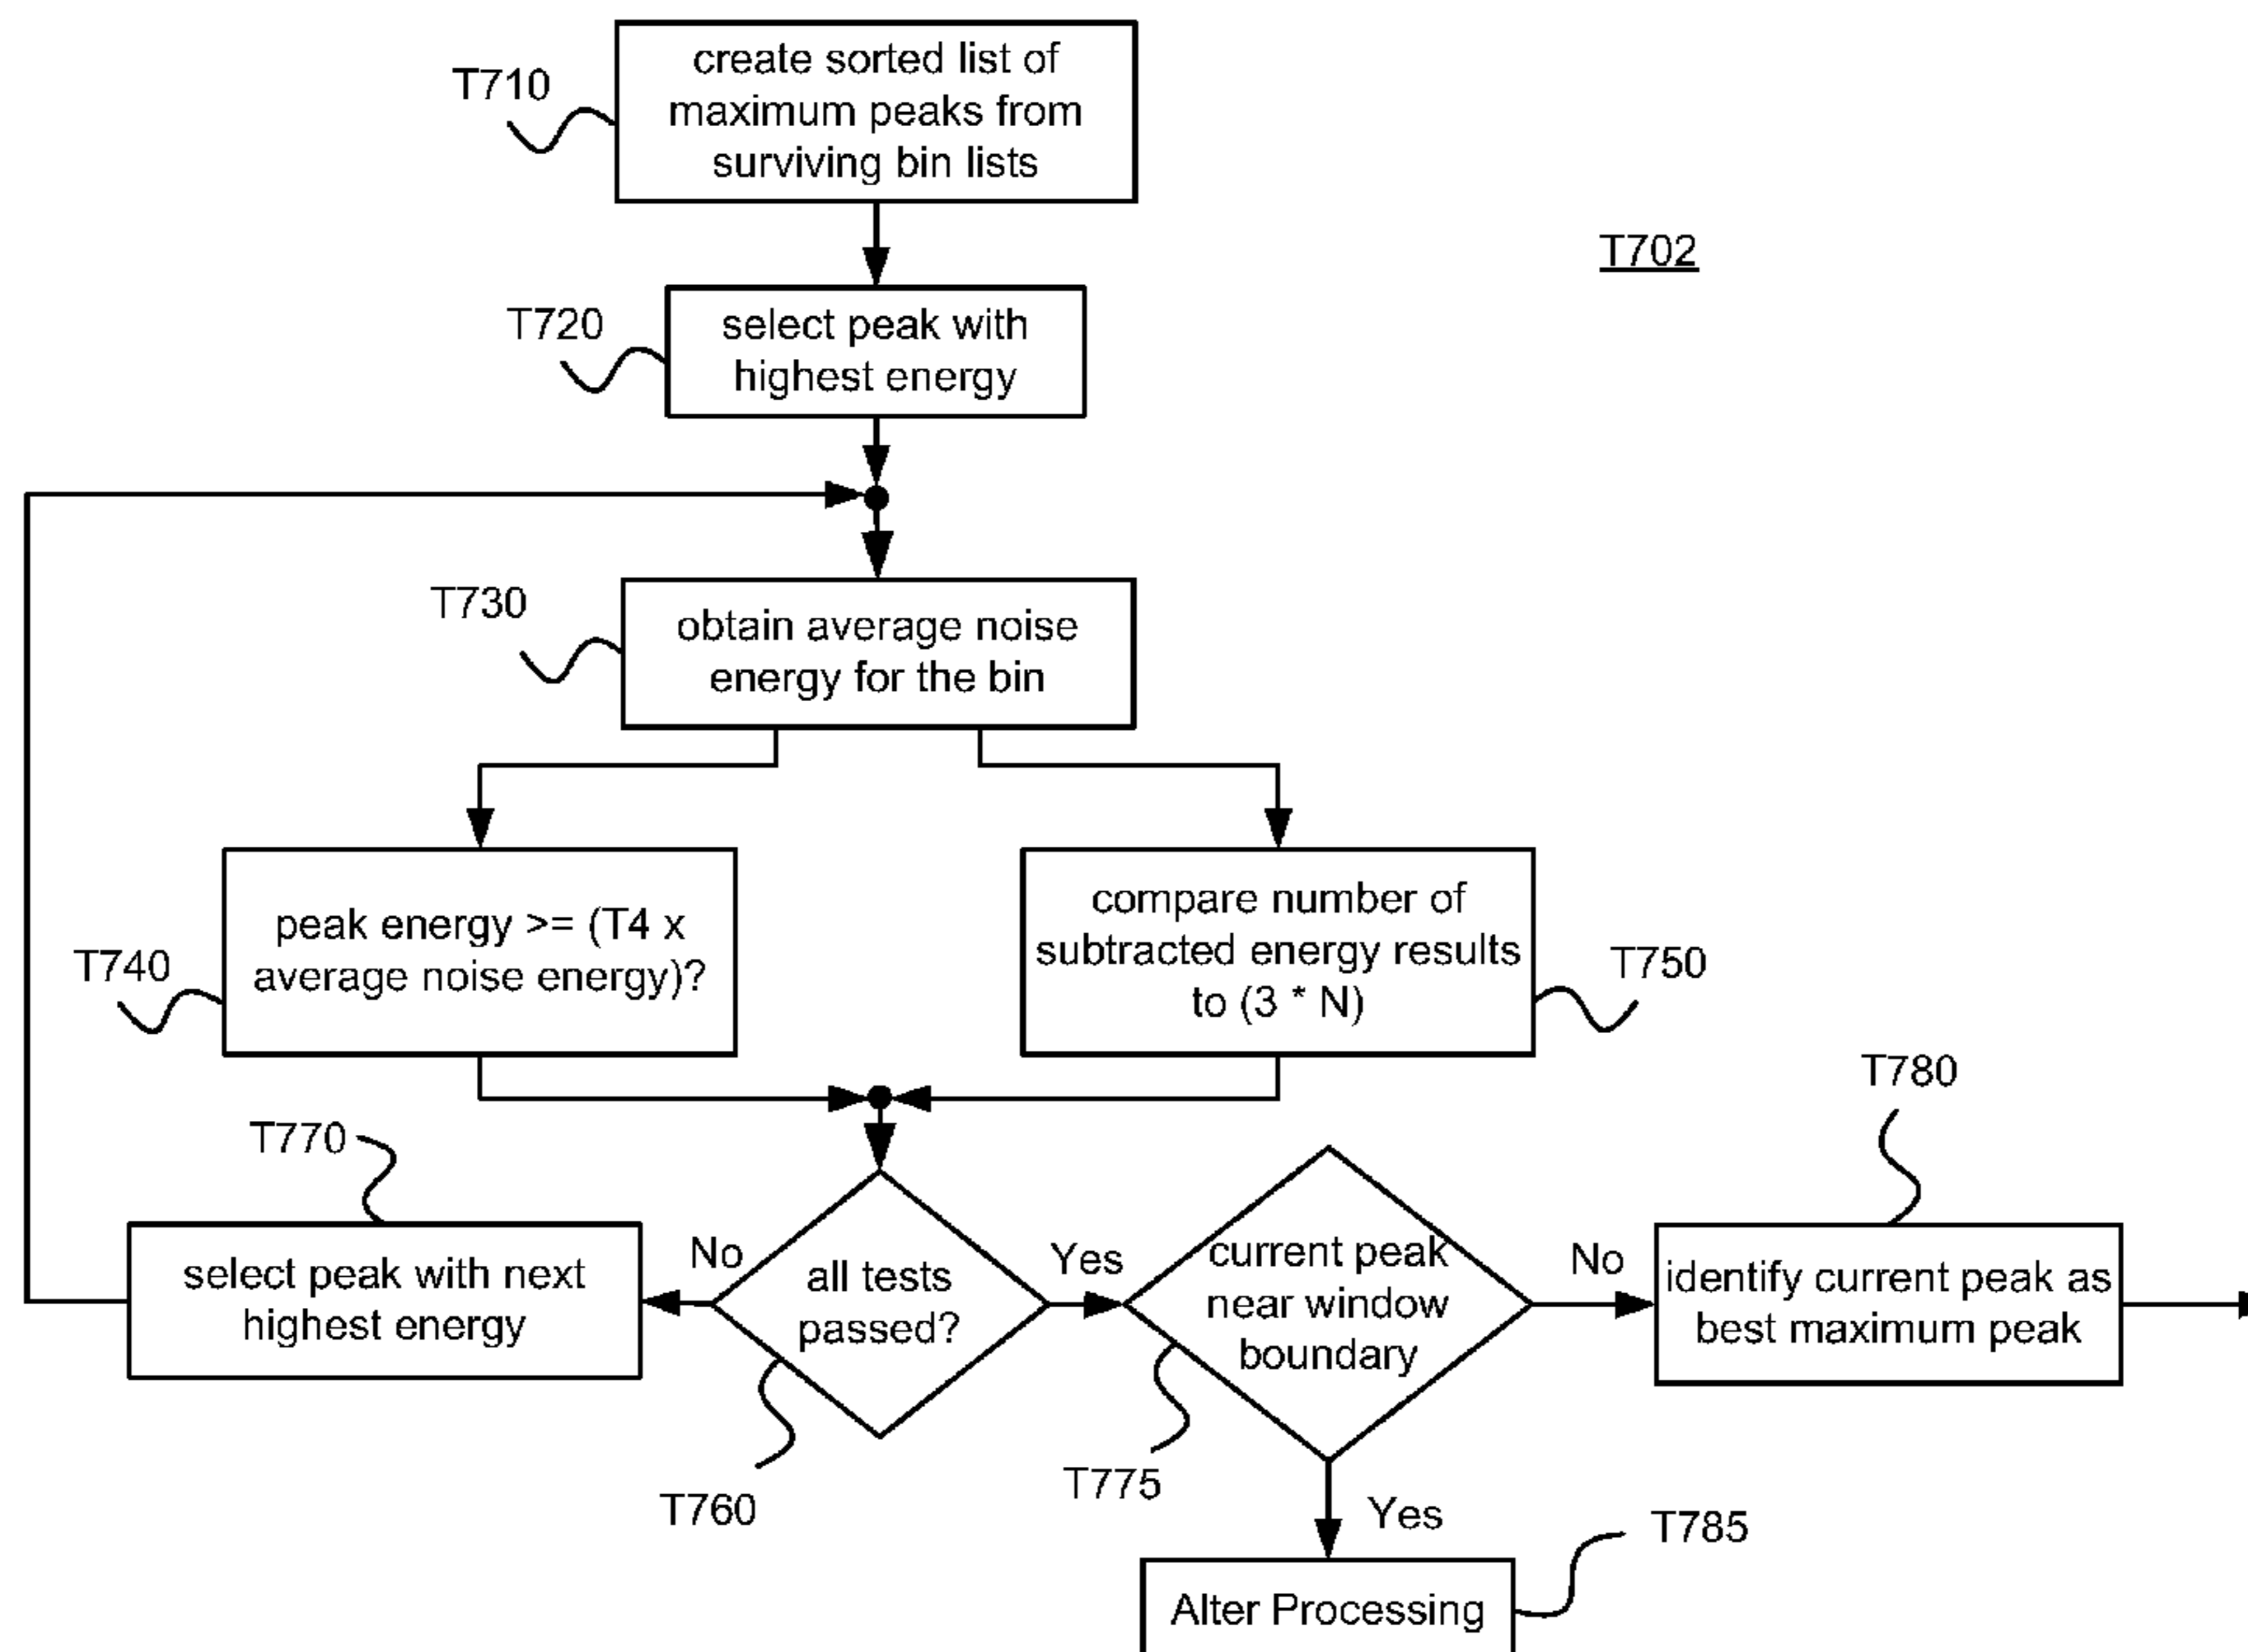 T710
create sorted list of
maximum peaks from
surviving bin lists
T702
T720
select peak with
highest energy
T730
obtain average noise
energy for the bin
T740
peak energy >= (T4 x
average noise energy)?
compare number of
subtracted energy results
to (3 * N)
T750
T770
select peak with next
highest energy
No
all tests
passed?
T760
Yes
current peak
near window
boundary
T775
No
T780
identify current peak as
best maximum peak
Yes
T785
Alter Processing